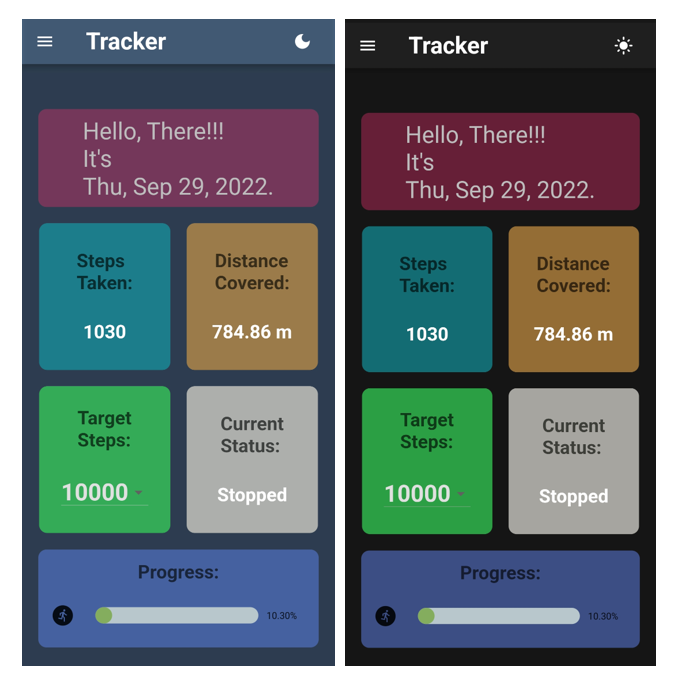 Tracker
Hello, There!!!
It's
Thu, Sep 29, 2022.
Steps
Taken:
1030
Distance
Covered:
784.86 m
Target
Steps:
10000
Current
Status:
Stopped
Progress:
10.30%
Tracker
Hello, There!!!
It's
Thu, Sep 29, 2022.
Steps
Taken:
1030
Distance
Covered:
784.86 m
Target
Steps:
10000
Current
Status:
Stopped
Progress:
10.30%